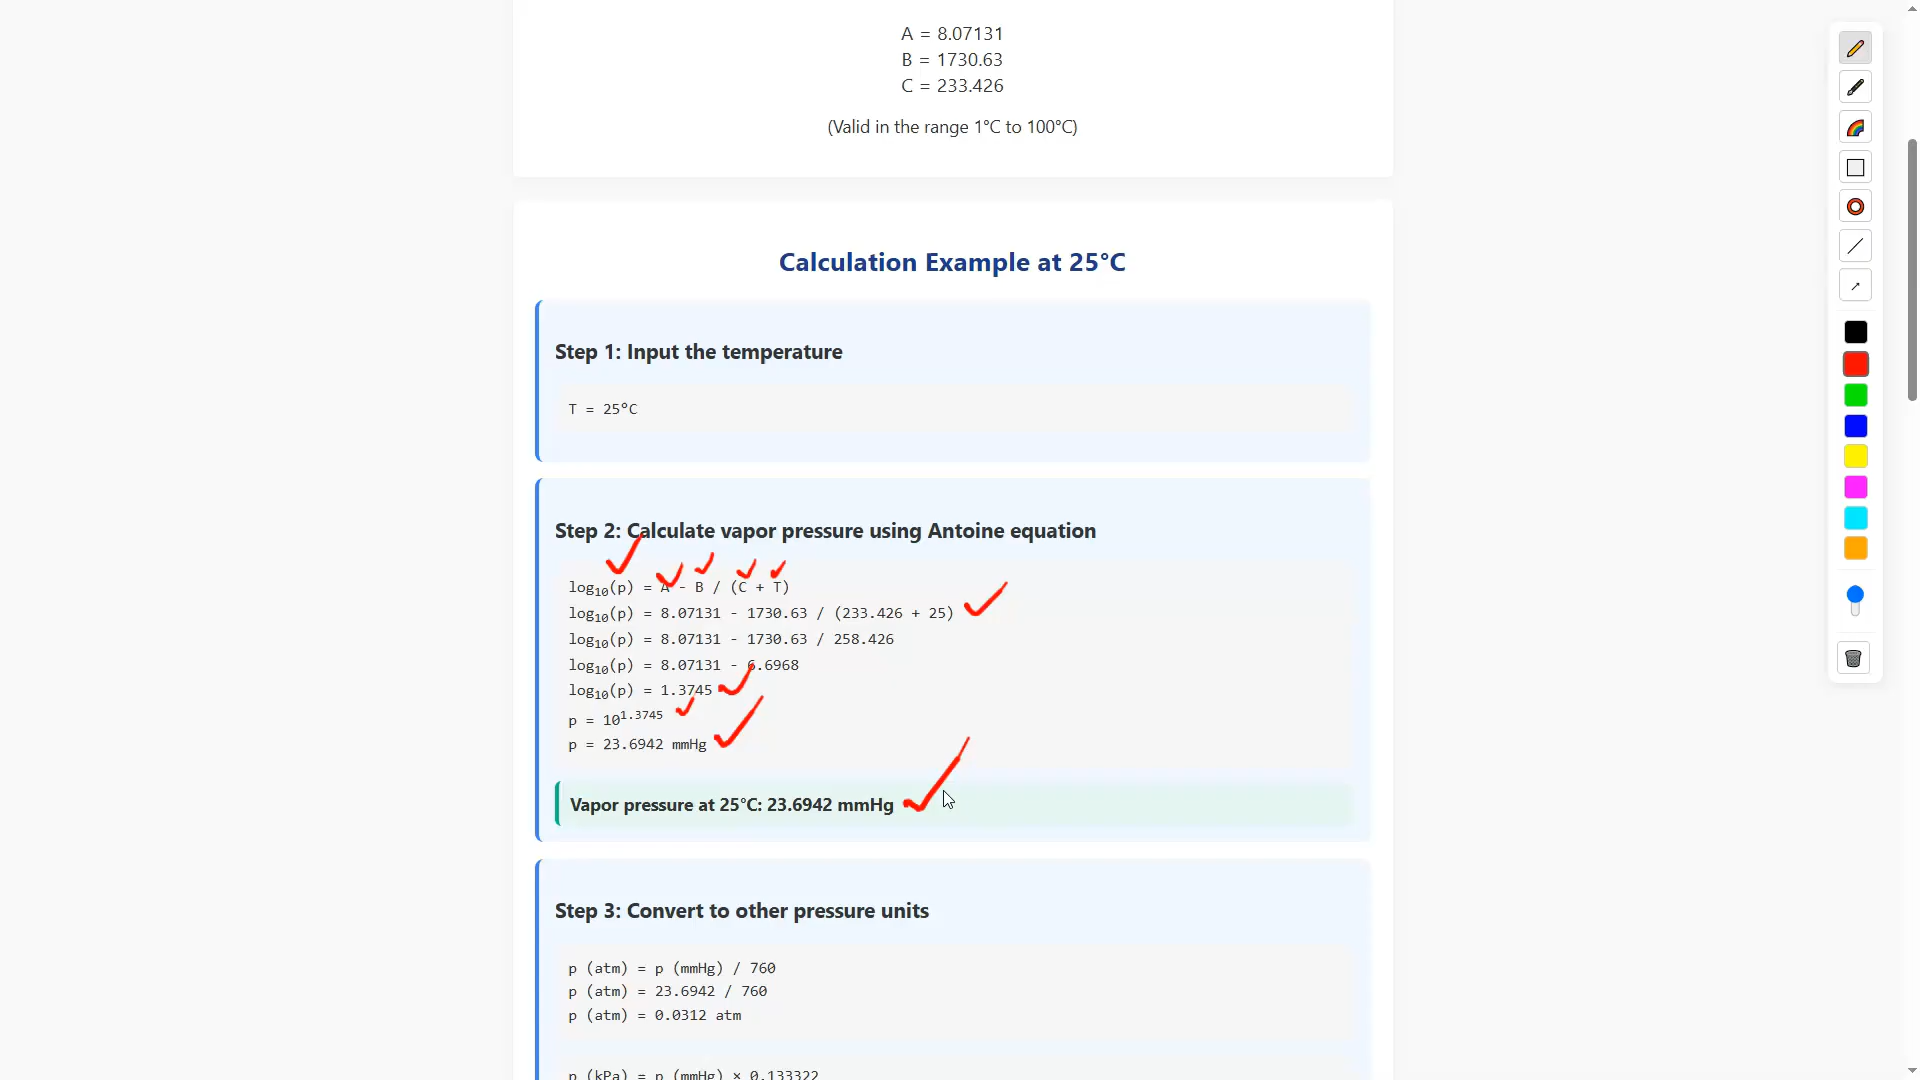 A = 8.07131
B = 1730.63
C = 233.426
(Valid in the range 1°C to 100°C)
Calculation Example at 25°C
Step 1: Input the temperature
T = 25°C
Step 2: Calculate vapor pressure using Antoine equation
log₁₀(p) = A - B / (C + T)
log₁₀(p) = 8.07131 - 1730.63 / (233.426 + 25)
log₁₀(p) = 8.07131 - 1730.63 / 258.426
log₁₀(p) = 8.07131 - 6.6968
log₁₀(p) = 1.3745
p = 10^1.3745
p = 23.6942 mmHg
Vapor pressure at 25°C: 23.6942 mmHg
Step 3: Convert to other pressure units
p (atm) = p (mmHg) / 760
p (atm) = 23.6942 / 760
p (atm) = 0.0312 atm
p (kPa) = p (mmHg) × 0.133322